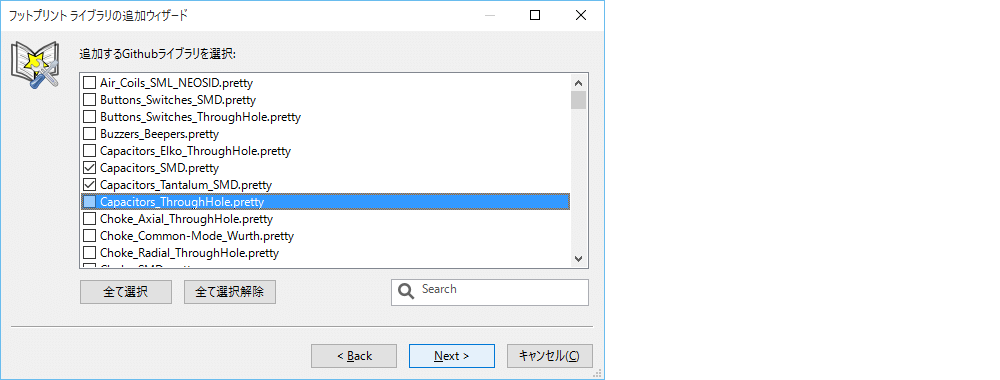 フットプリント ライブラリの追加ウィザード
追加するGithubライブラリを選択:
Air_Coils_SML_NEOSID.pretty
Buttons_Switches_SMD.pretty
Buttons_Switches_ThroughHole.pretty
Buzzers_Beepers.pretty
Capacitors_Elko_ThroughHole.pretty
Capacitors_SMD.pretty
Capacitors_Tantalum_SMD.pretty
Capacitors_ThroughHole.pretty
Choke_Axial_ThroughHole.pretty
Choke_Common-Mode_Wurth.pretty
Choke_Radial_ThroughHole.pretty
全て選択 全て選択解除 Search
< Back Next > キャンセル(C)